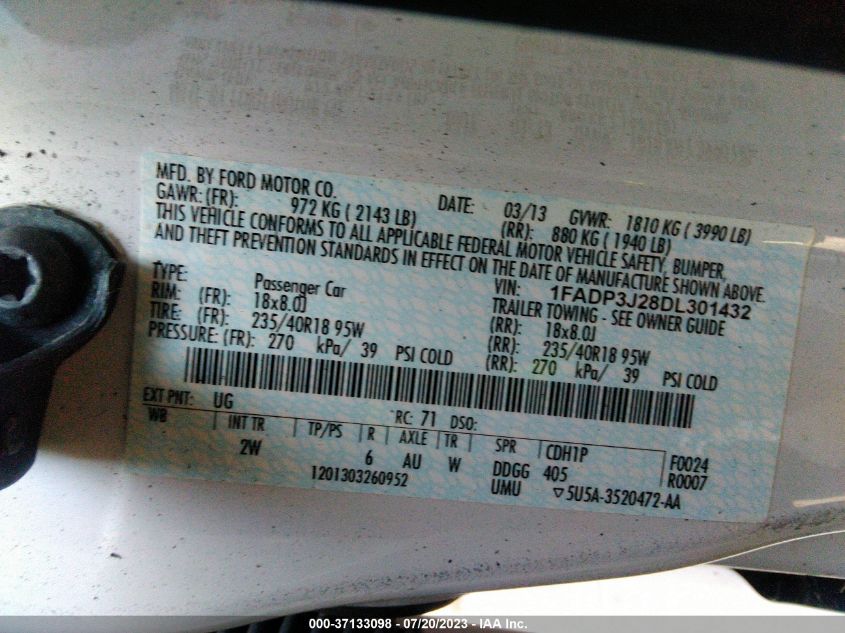 MFD. BY FORD MOTOR CO.
DATE: 03/13 GVWR: 1810 KG ( 3990 LB)
GAWR: (FR): 972 KG ( 2143 LB) (RR): 880 KG ( 1940 LB)
THIS VEHICLE CONFORMS TO ALL APPLICABLE FEDERAL MOTOR VEHICLE SAFETY, BUMPER,
AND THEFT PREVENTION STANDARDS IN EFFECT ON THE DATE OF MANUFACTURE SHOWN ABOVE.
VIN: 1FADP3J28DL301432
TYPE: Passenger Car TRAILER TOWING - SEE OWNER GUIDE
RIM: (FR): 18x8.0J (RR): 18x8.0J
TIRE: (FR): 235/40R18 95W (RR): 235/40R18 95W
PRESSURE: (FR): 270 kPa/ 39 PSI COLD (RR): 270 kPa/ 39 PSI COLD
EXT PNT: UG RC: 71 DSO:
WB INT TR TP/PS R AXLE TR SPR CDH1P F0024
2W 6 AU W DDGG 405 R0007
1201303260952 UMU ▽5U5A-3520472-AA
000-37133098 - 07/20/2023 - IAA Inc.